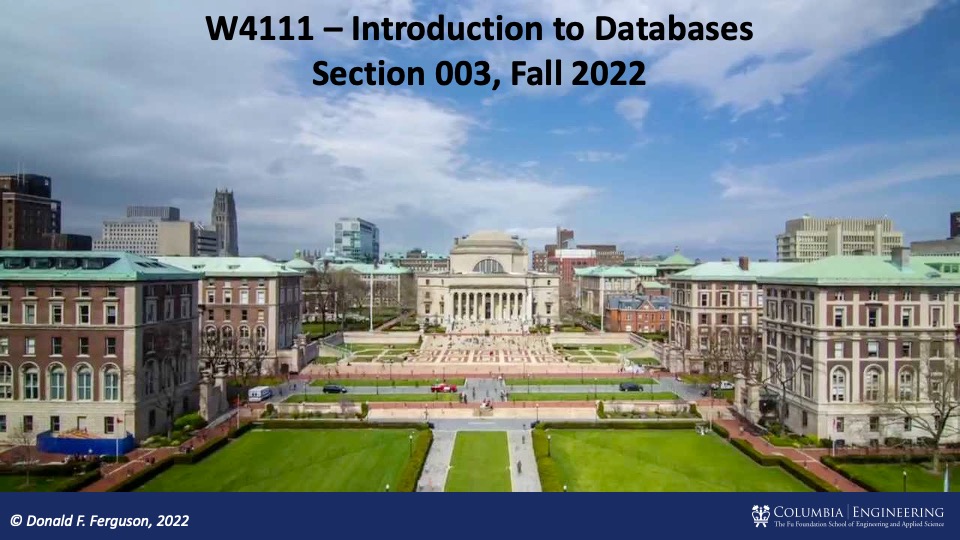 W4111 – Introduction to Databases
Section 003, Fall 2022
© Donald F. Ferguson, 2022
COLUMBIA | ENGINEERING
The Fu Foundation School of Engineering and Applied Science